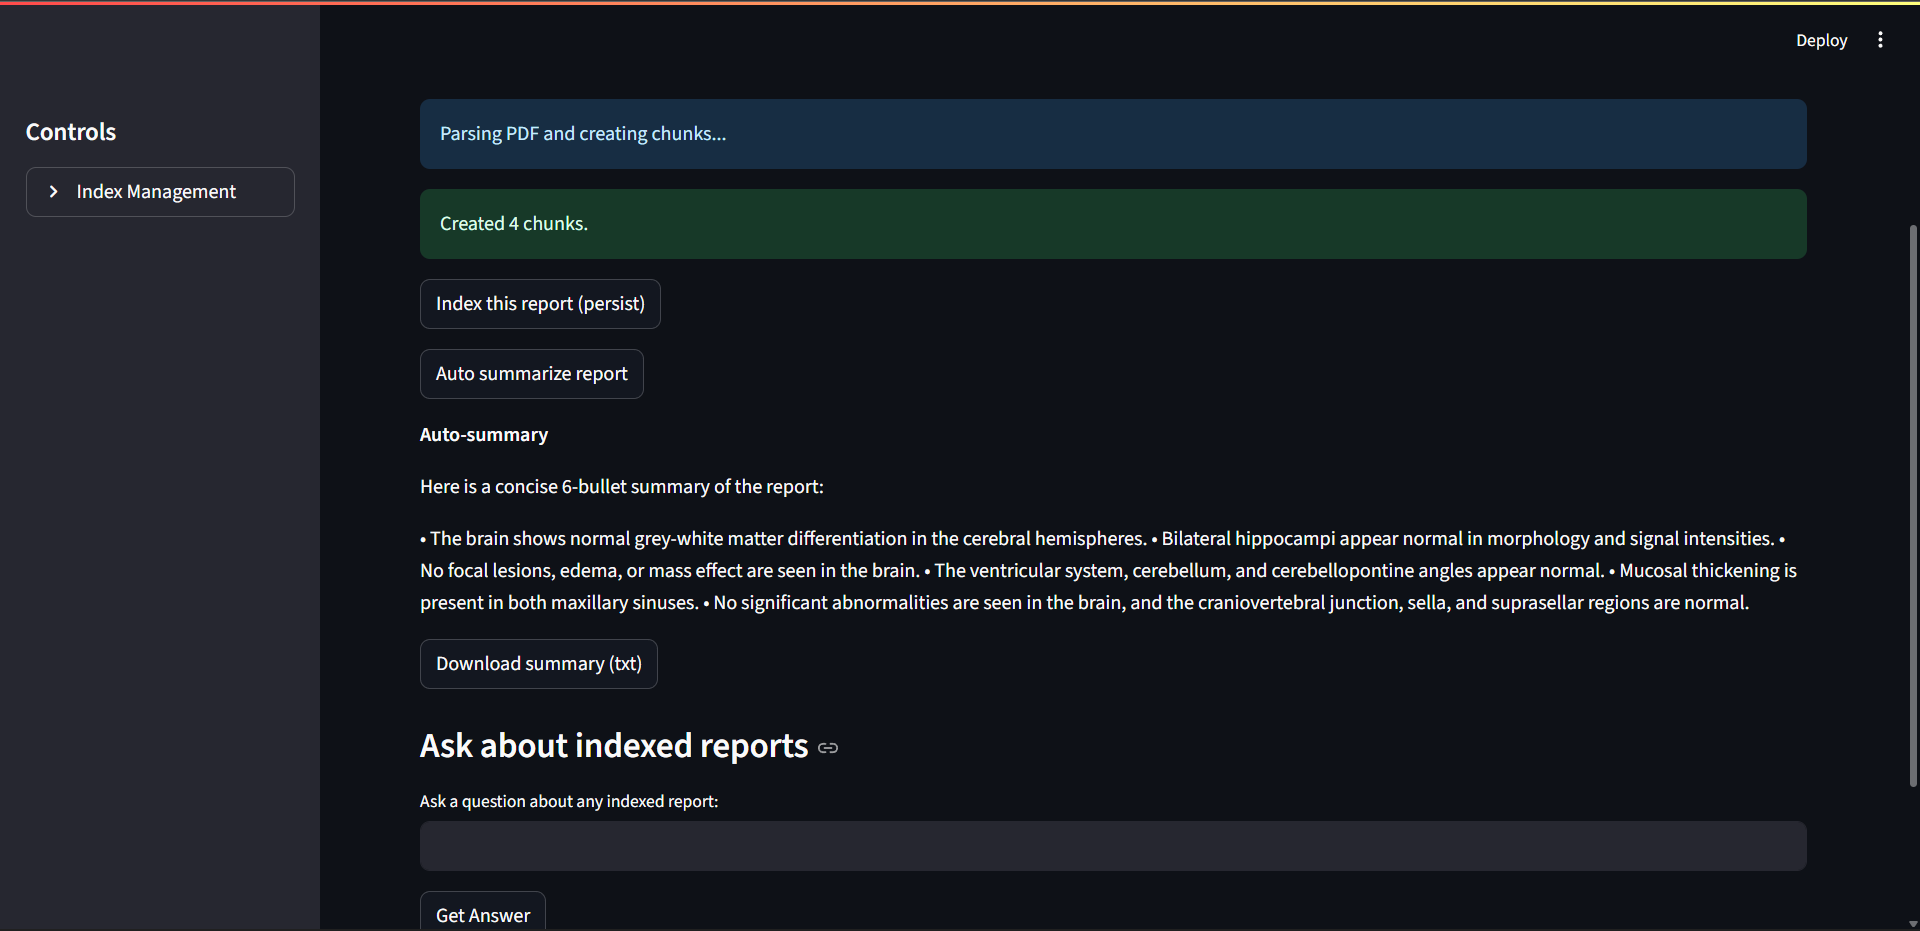 Deploy
Controls
Index Management
Parsing PDF and creating chunks...
Created 4 chunks.
Index this report (persist)
Auto summarize report
Auto-summary
Here is a concise 6-bullet summary of the report:
• The brain shows normal grey-white matter differentiation in the cerebral hemispheres. • Bilateral hippocampi appear normal in morphology and signal intensities. •
No focal lesions, edema, or mass effect are seen in the brain. • The ventricular system, cerebellum, and cerebellopontine angles appear normal. • Mucosal thickening is
present in both maxillary sinuses. • No significant abnormalities are seen in the brain, and the craniovertebral junction, sella, and suprasellar regions are normal.
Download summary (txt)
Ask about indexed reports
Ask a question about any indexed report:
Get Answer